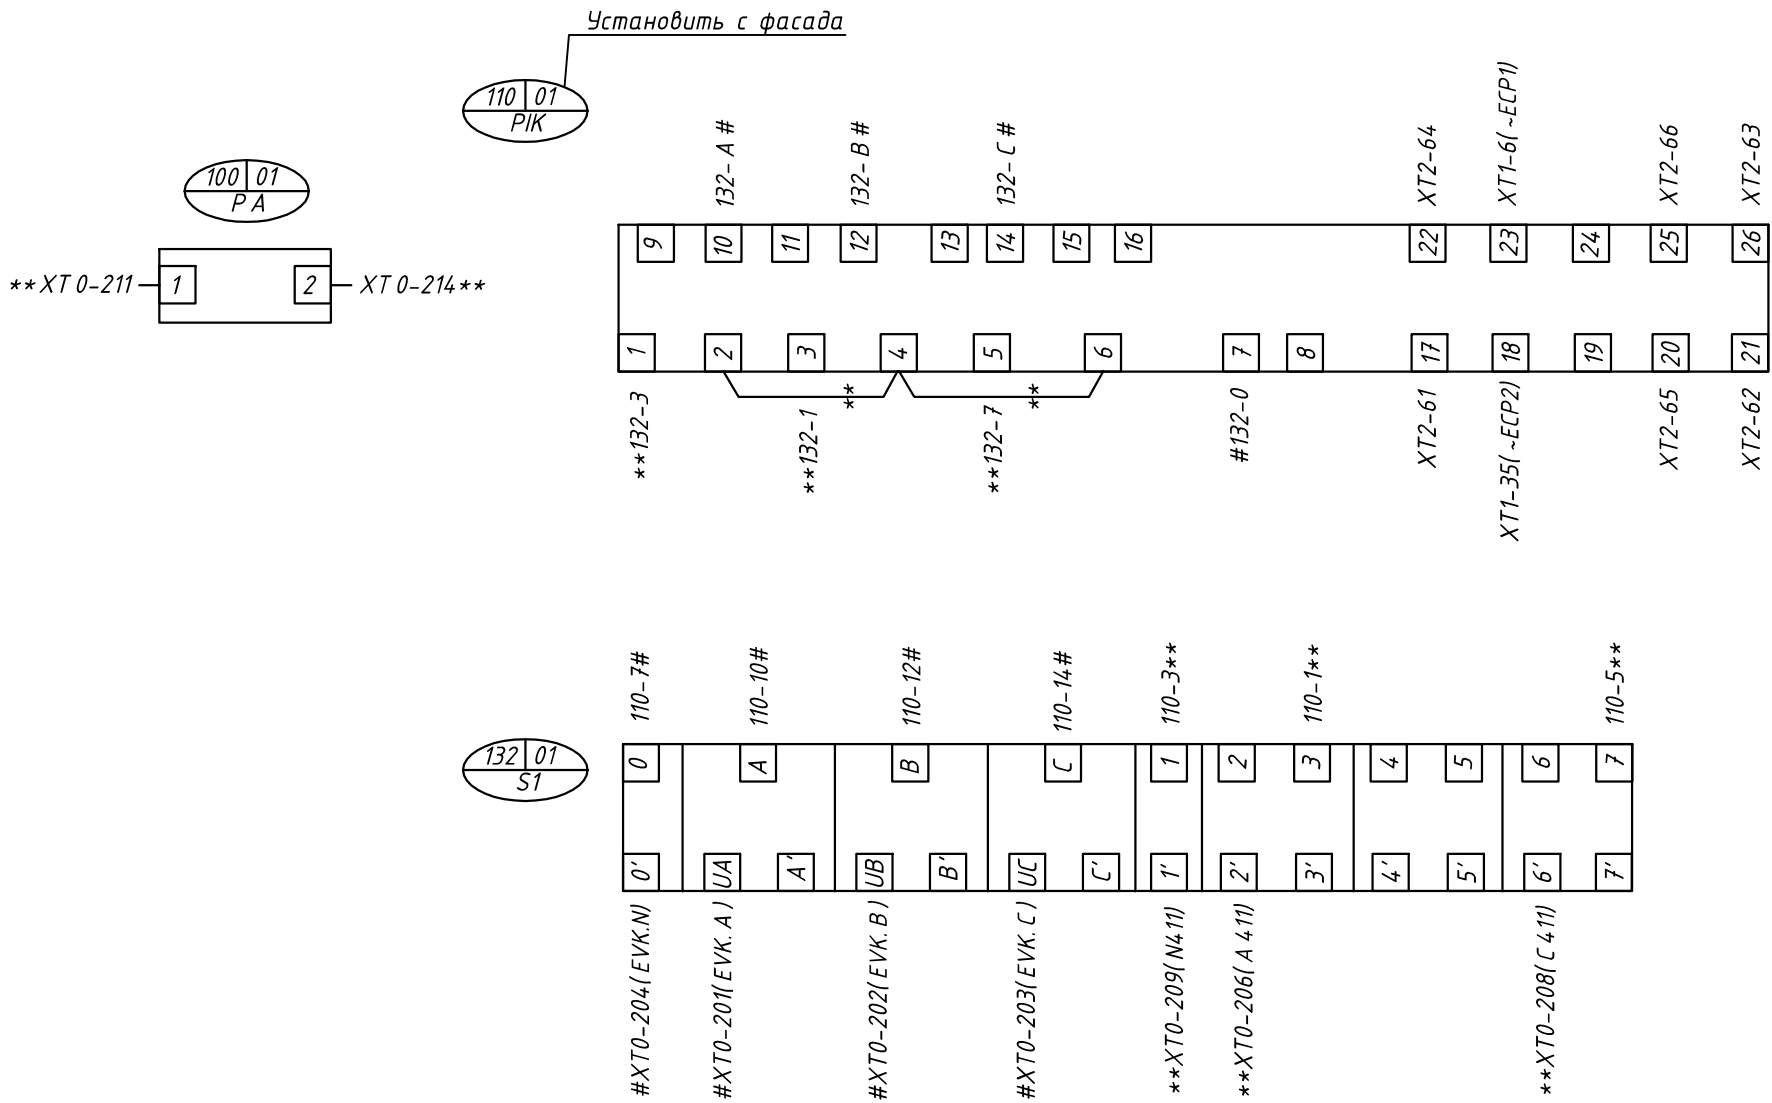 Установить с фасада
110 01
PIK
100 01
PA
**XT0-211 1 2 XT0-214**
132-A#
132-B#
132-C#
XT2-64
XT1-6(~ECP1)
XT2-66
XT2-63
9 10 11 12 13 14 15 16 22 23 24 25 26
1 2 3 4 5 6 7 8 17 18 19 20 21
**132-3
**132-1
**
**132-7
**
#132-0
XT2-61
XT1-35(~ECP2)
XT2-65
XT2-62
110-7#
110-10#
110-12#
110-14#
110-3**
110-1**
110-5**
132 01
S1
0 A B C 1 2 3 4 5 6 7
0' UA A' UB B' UC C' 1' 2' 3' 4' 5' 6' 7'
#XT0-204(EVK.N)
#XT0-201(EVK.A)
#XT0-202(EVK.B)
#XT0-203(EVK.C)
**XT0-209(N411)
**XT0-206(A411)
**XT0-208(C411)